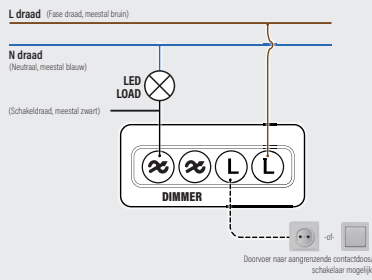 L draad (Fase draad, meestal bruin)
N draad
(Neutraal, meestal blauw)
LED
LOAD
(Schakeldraad, meestal zwart)
L L
DIMMER
-of-
Doorvoer naar aangrenzende contactdoos/
schakelaar mogelijk